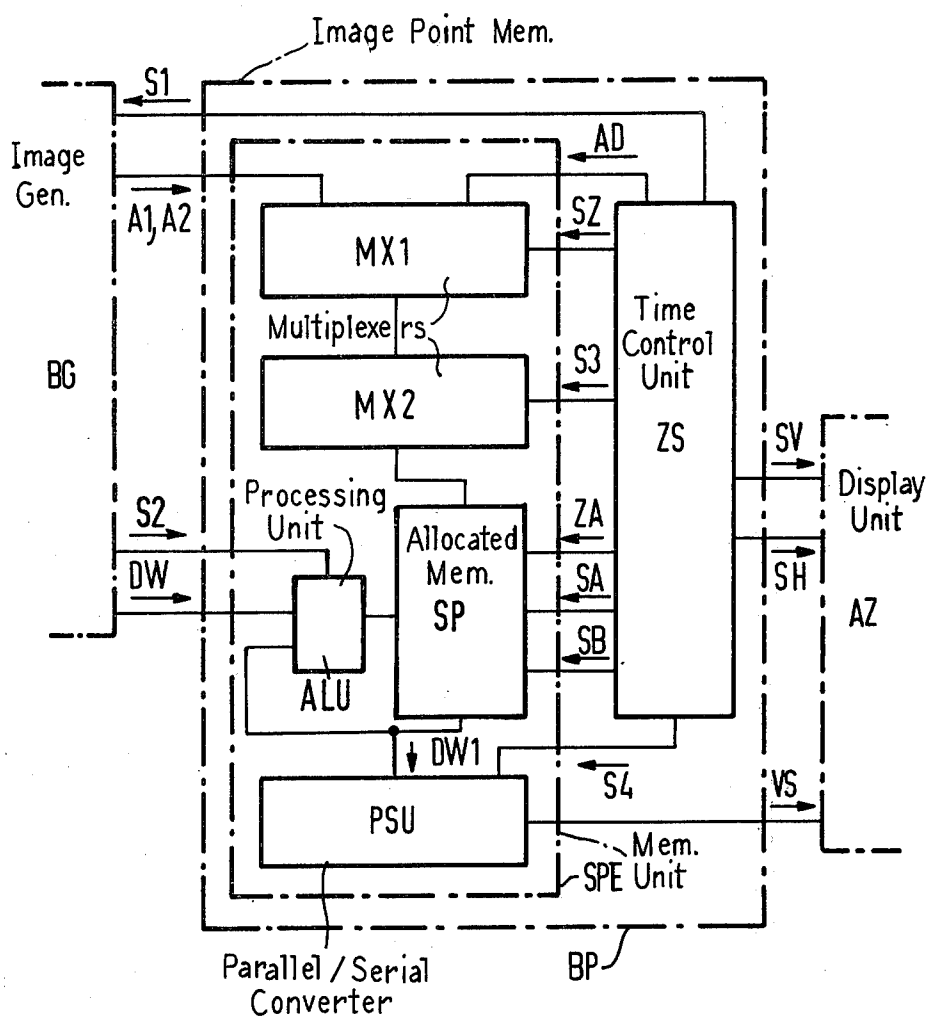 Image Point Mem.
S1
Image
Gen.
AD
A1, A2
SZ
MX1
Time
Control
Unit
Multiplexers
BG
S3
MX2
ZS
SV
Processing
Unit
Display
Unit
S2
ZA
Allocated
Mem.
SH
DW
SA
SP
AZ
SB
ALU
DW1
S4
VS
PSU
Mem.
Unit
SPE
Parallel / Serial
Converter
BP